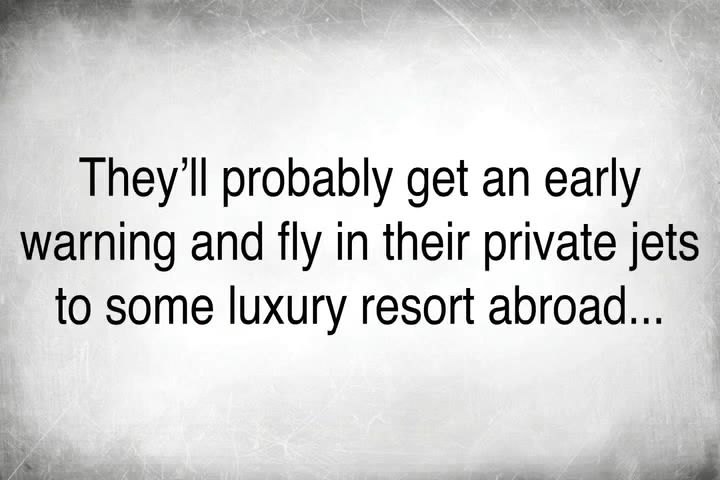 They’ll probably get an early
warning and fly in their private jets
to some luxury resort abroad...